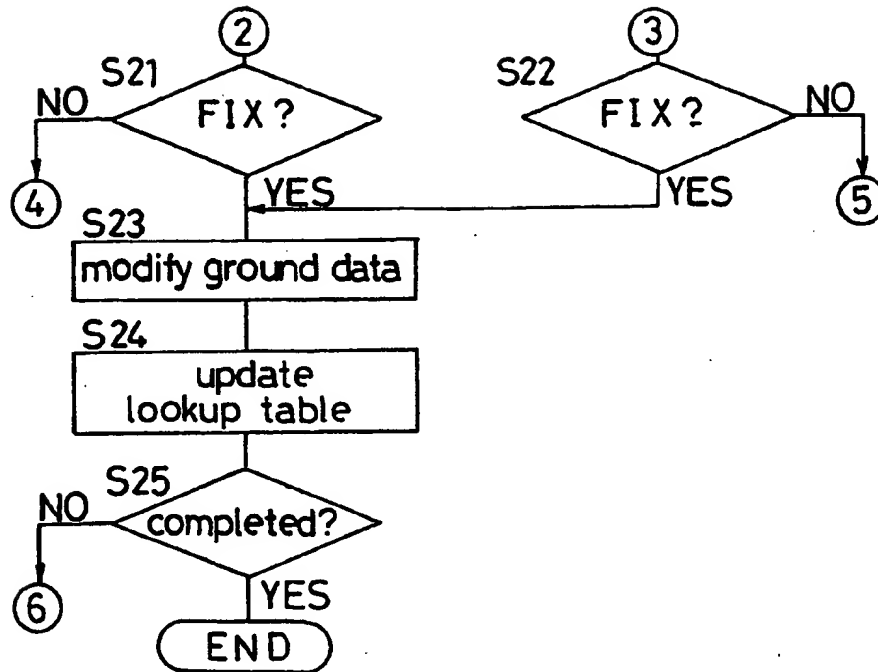 2
3
S21
S22
NO
FIX?
FIX?
NO
4
YES
YES
5
S23
modify ground data
S24
update
lookup table
S25
NO
completed?
6
YES
END